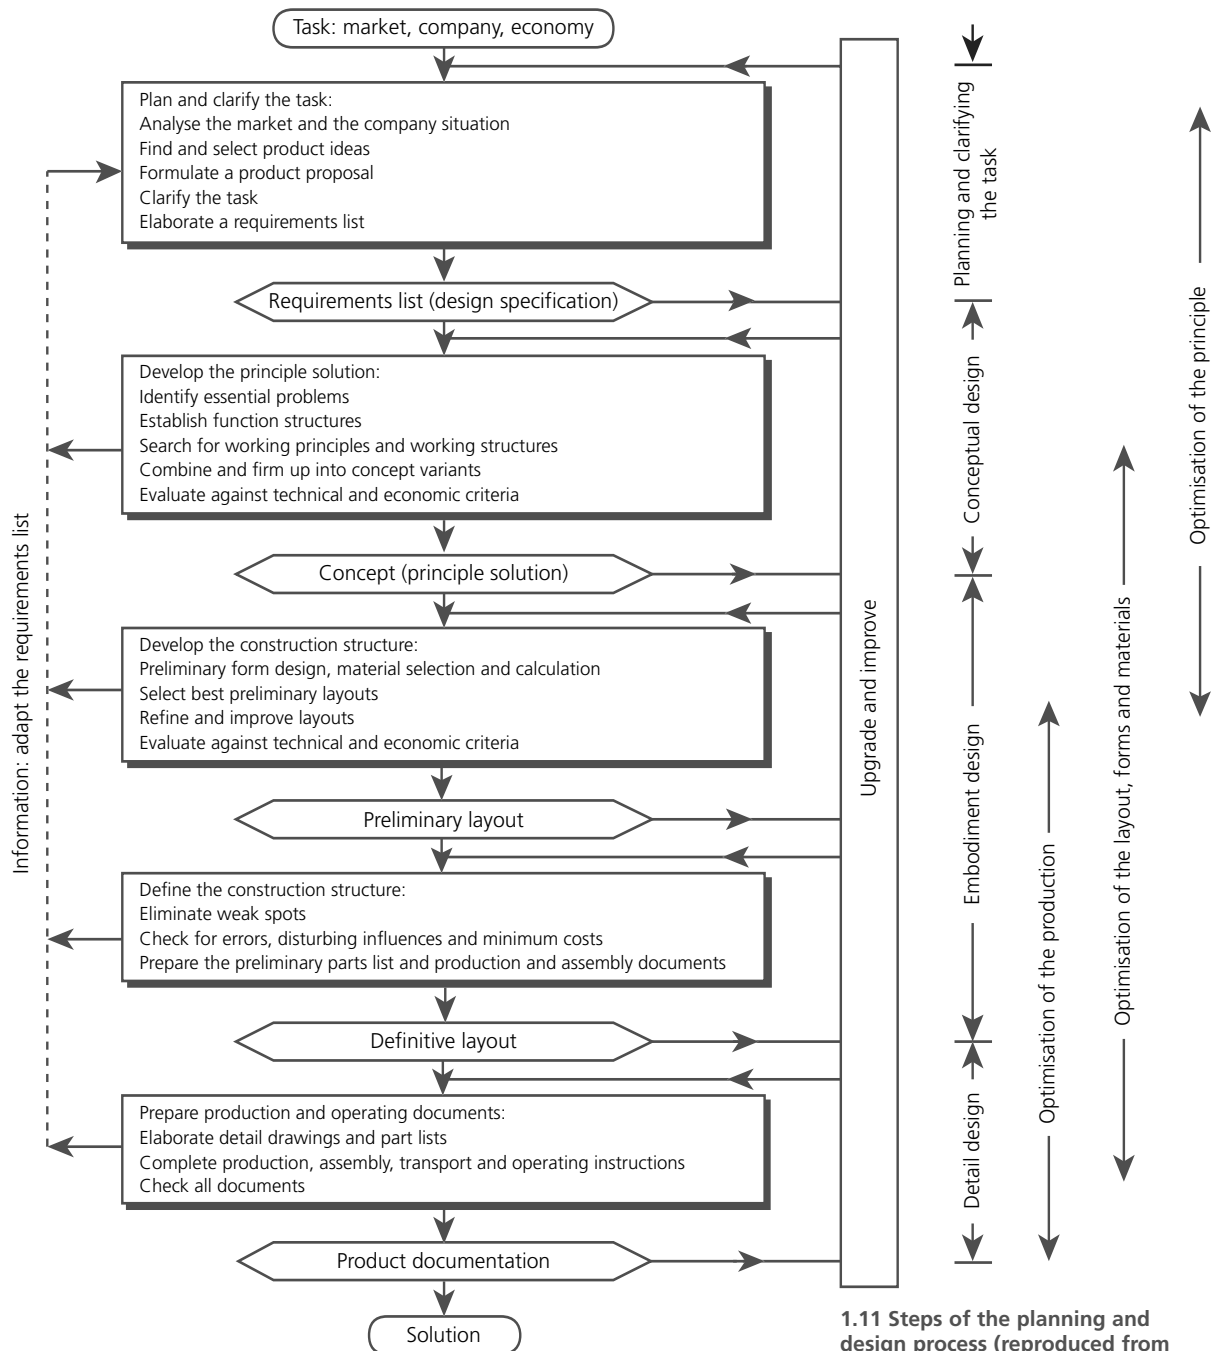 Task: market, company, economy
Plan and clarify the task:
Analyse the market and the company situation
Find and select product ideas
Formulate a product proposal
Clarify the task
Elaborate a requirements list
Requirements list (design specification)
Develop the principle solution:
Identify essential problems
Establish function structures
Search for working principles and working structures
Combine and firm up into concept variants
Evaluate against technical and economic criteria
Concept (principle solution)
Develop the construction structure:
Preliminary form design, material selection and calculation
Select best preliminary layouts
Refine and improve layouts
Evaluate against technical and economic criteria
Preliminary layout
Define the construction structure:
Eliminate weak spots
Check for errors, disturbing influences and minimum costs
Prepare the preliminary parts list and production and assembly documents
Definitive layout
Prepare production and operating documents:
Elaborate detail drawings and part lists
Complete production, assembly, transport and operating instructions
Check all documents
Product documentation
Solution
Information: adapt the requirements list
Upgrade and improve
Planning and clarifying
the task
Conceptual design
Embodiment design
Detail design
Optimisation of the production
Optimisation of the layout, forms and materials
Optimisation of the principle
1.11 Steps of the planning and
design process (reproduced from